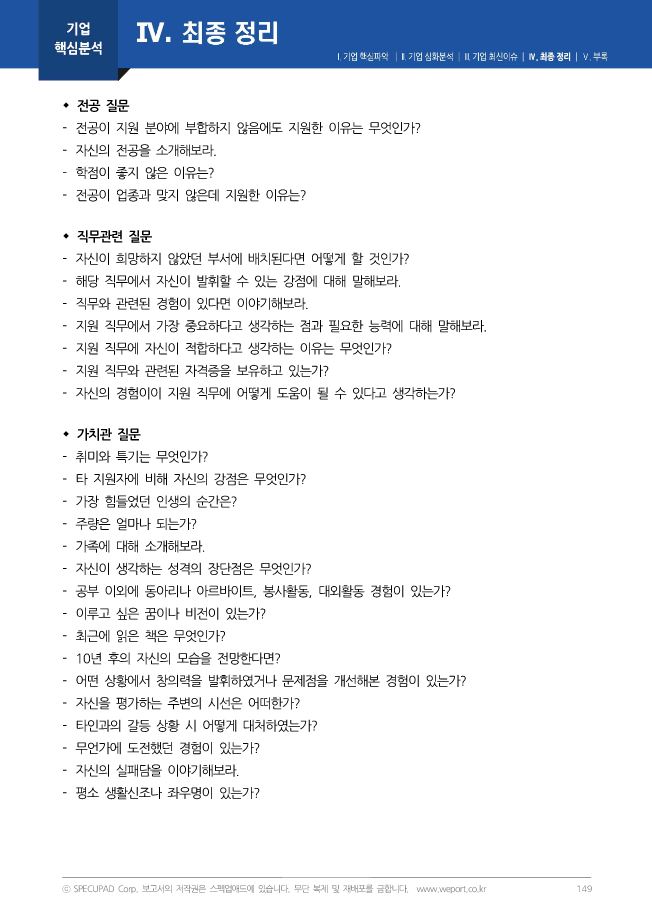 기업
핵심분석
Ⅳ. 최종 정리
Ⅰ. 기업 핵심파악 | Ⅱ. 기업 심화분석 | Ⅲ. 기업 최신이슈 | Ⅳ. 최종 정리 | Ⅴ. 부록
◆ 전공 질문
- 전공이 지원 분야에 부합하지 않음에도 지원한 이유는 무엇인가?
- 자신의 전공을 소개해보라.
- 학점이 좋지 않은 이유는?
- 전공이 업종과 맞지 않은데 지원한 이유는?
◆ 직무관련 질문
- 자신이 희망하지 않았던 부서에 배치된다면 어떻게 할 것인가?
- 해당 직무에서 자신이 발휘할 수 있는 강점에 대해 말해보라.
- 직무와 관련된 경험이 있다면 이야기해보라.
- 지원 직무에서 가장 중요하다고 생각하는 점과 필요한 능력에 대해 말해보라.
- 지원 직무에 자신이 적합하다고 생각하는 이유는 무엇인가?
- 지원 직무와 관련된 자격증을 보유하고 있는가?
- 자신의 경험이이 지원 직무에 어떻게 도움이 될 수 있다고 생각하는가?
◆ 가치관 질문
- 취미와 특기는 무엇인가?
- 타 지원자에 비해 자신의 강점은 무엇인가?
- 가장 힘들었던 인생의 순간은?
- 주량은 얼마나 되는가?
- 가족에 대해 소개해보라.
- 자신이 생각하는 성격의 장단점은 무엇인가?
- 공부 이외에 동아리나 아르바이트, 봉사활동, 대외활동 경험이 있는가?
- 이루고 싶은 꿈이나 비전이 있는가?
- 최근에 읽은 책은 무엇인가?
- 10년 후의 자신의 모습을 전망한다면?
- 어떤 상황에서 창의력을 발휘하였거나 문제점을 개선해본 경험이 있는가?
- 자신을 평가하는 주변의 시선은 어떠한가?
- 타인과의 갈등 상황 시 어떻게 대처하였는가?
- 무언가에 도전했던 경험이 있는가?
- 자신의 실패담을 이야기해보라.
- 평소 생활신조나 좌우명이 있는가?
ⓒ SPECUPAD Corp. 보고서의 저작권은 스펙업애드에 있습니다. 무단 복제 및 재배포를 금합니다. www.weport.co.kr
149